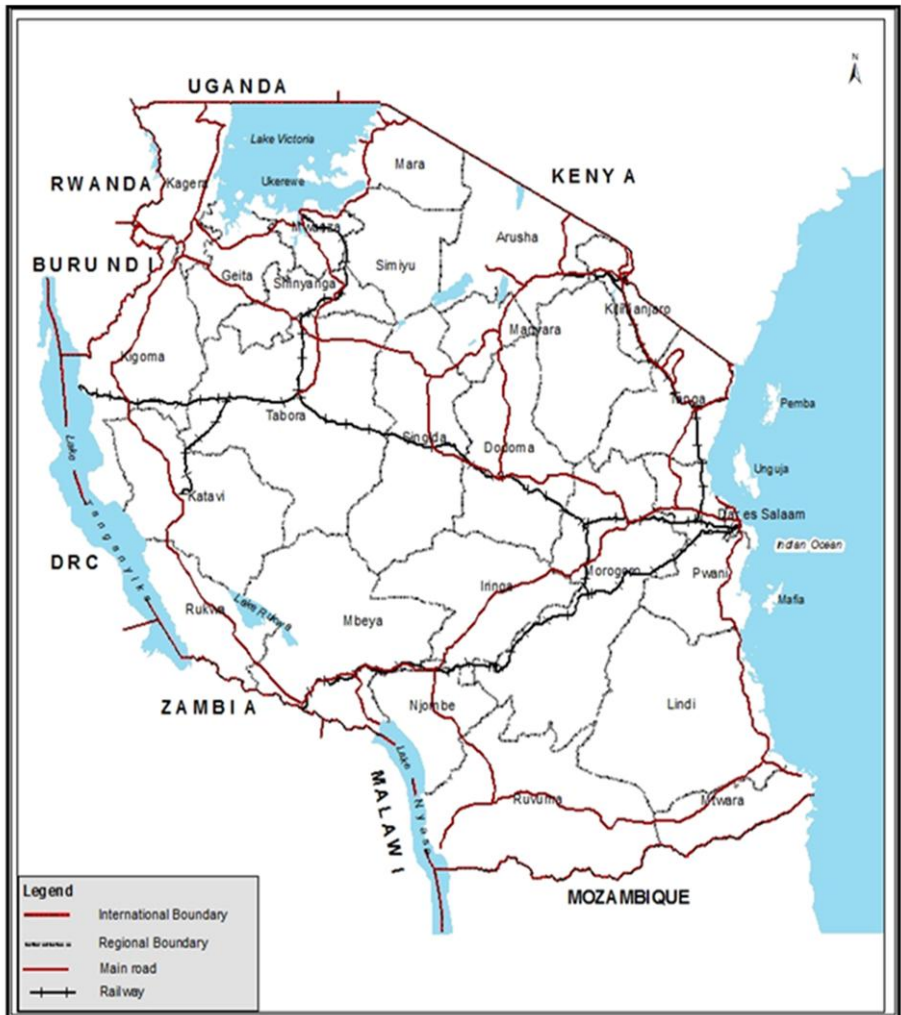 N
UGANDA
Lake Victoria
Mara
RWANDA
Kagera
Ukerewe
KENYA
Mwanza
Arusha
BURUNDI
Geita
Shinyanga
Simiyu
Kilimanjaro
Manyara
Kigoma
Tanga
Pemba
Tabora
Singida
Dodoma
Unguja
Katavi
Dar es Salaam
Indian Ocean
Lake Tanganyika
DRC
Morogoro
Pwani
Iringa
Mafia
Rukwa
Lake Rukwa
Mbeya
ZAMBIA
Njombe
Lindi
Lake Nyasa
MALAWI
Ruvuma
Mtwara
MOZAMBIQUE
Legend
International Boundary
Regional Boundary
Main road
Railway